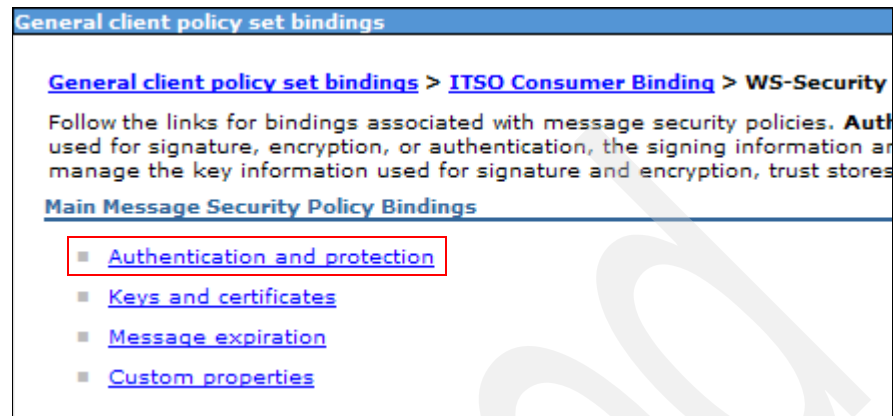 General client policy set bindings
General client policy set bindings > ITSO Consumer Binding > WS-Security
Follow the links for bindings associated with message security policies.
used for signature, encryption, or authentication, the signing information
manage the key information used for signature and encryption, trust stores
Main Message Security Policy Bindings
Authentication and protection
Keys and certificates
Message expiration
Custom properties